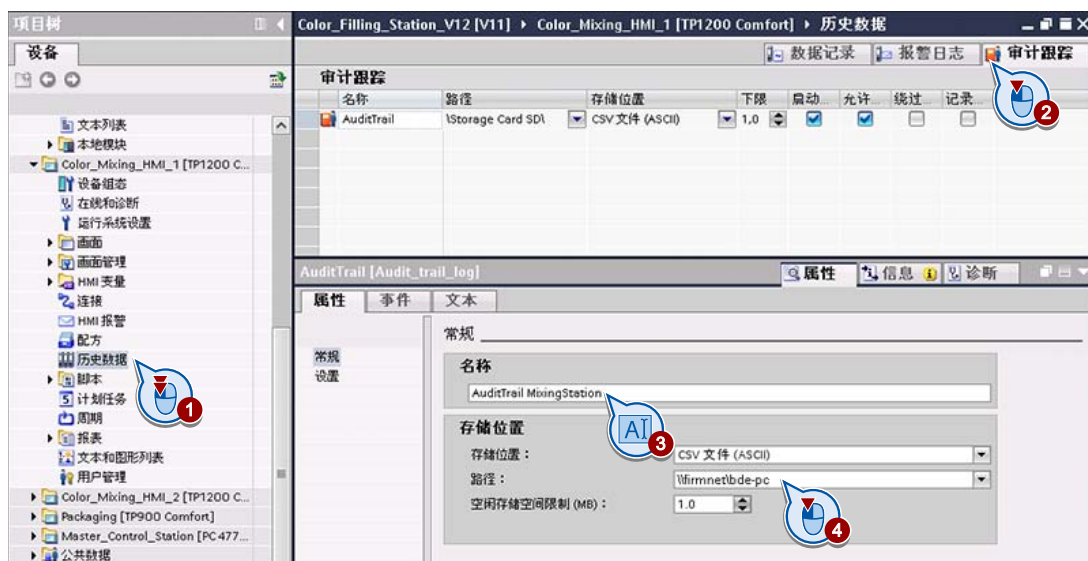 项目树
Color_Filling_Station_V12 [V11] ▸ Color_Mixing_HMI_1 [TP1200 Comfort] ▸ 历史数据
设备
数据记录 报警日志 审计跟踪
审计跟踪
名称 路径 存储位置 下限 启动... 允许... 绕过... 记录...
AuditTrail \Storage Card SD\ CSV 文件 (ASCII) 1,0
2
文本列表
本地模块
Color_Mixing_HMI_1 [TP1200 C...
设备组态
在线和诊断
运行系统设置
画面
画面管理
HMI 变量
连接
HMI 报警
配方
历史数据
脚本
计划任务
1
周期
报表
文本和图形列表
用户管理
Color_Mixing_HMI_2 [TP1200 C...
Packaging [TP900 Comfort]
Master_Control_Station [PC 477...
公共数据
AuditTrail [Audit_trail_log]
属性 信息 诊断
属性 事件 文本
常规
设置
常规
名称
AuditTrail MixingStation
AI
3
存储位置
存储位置： CSV 文件 (ASCII)
路径： \\firmnet\bde-pc
空闲存储空间限制 (MB)： 1.0
4